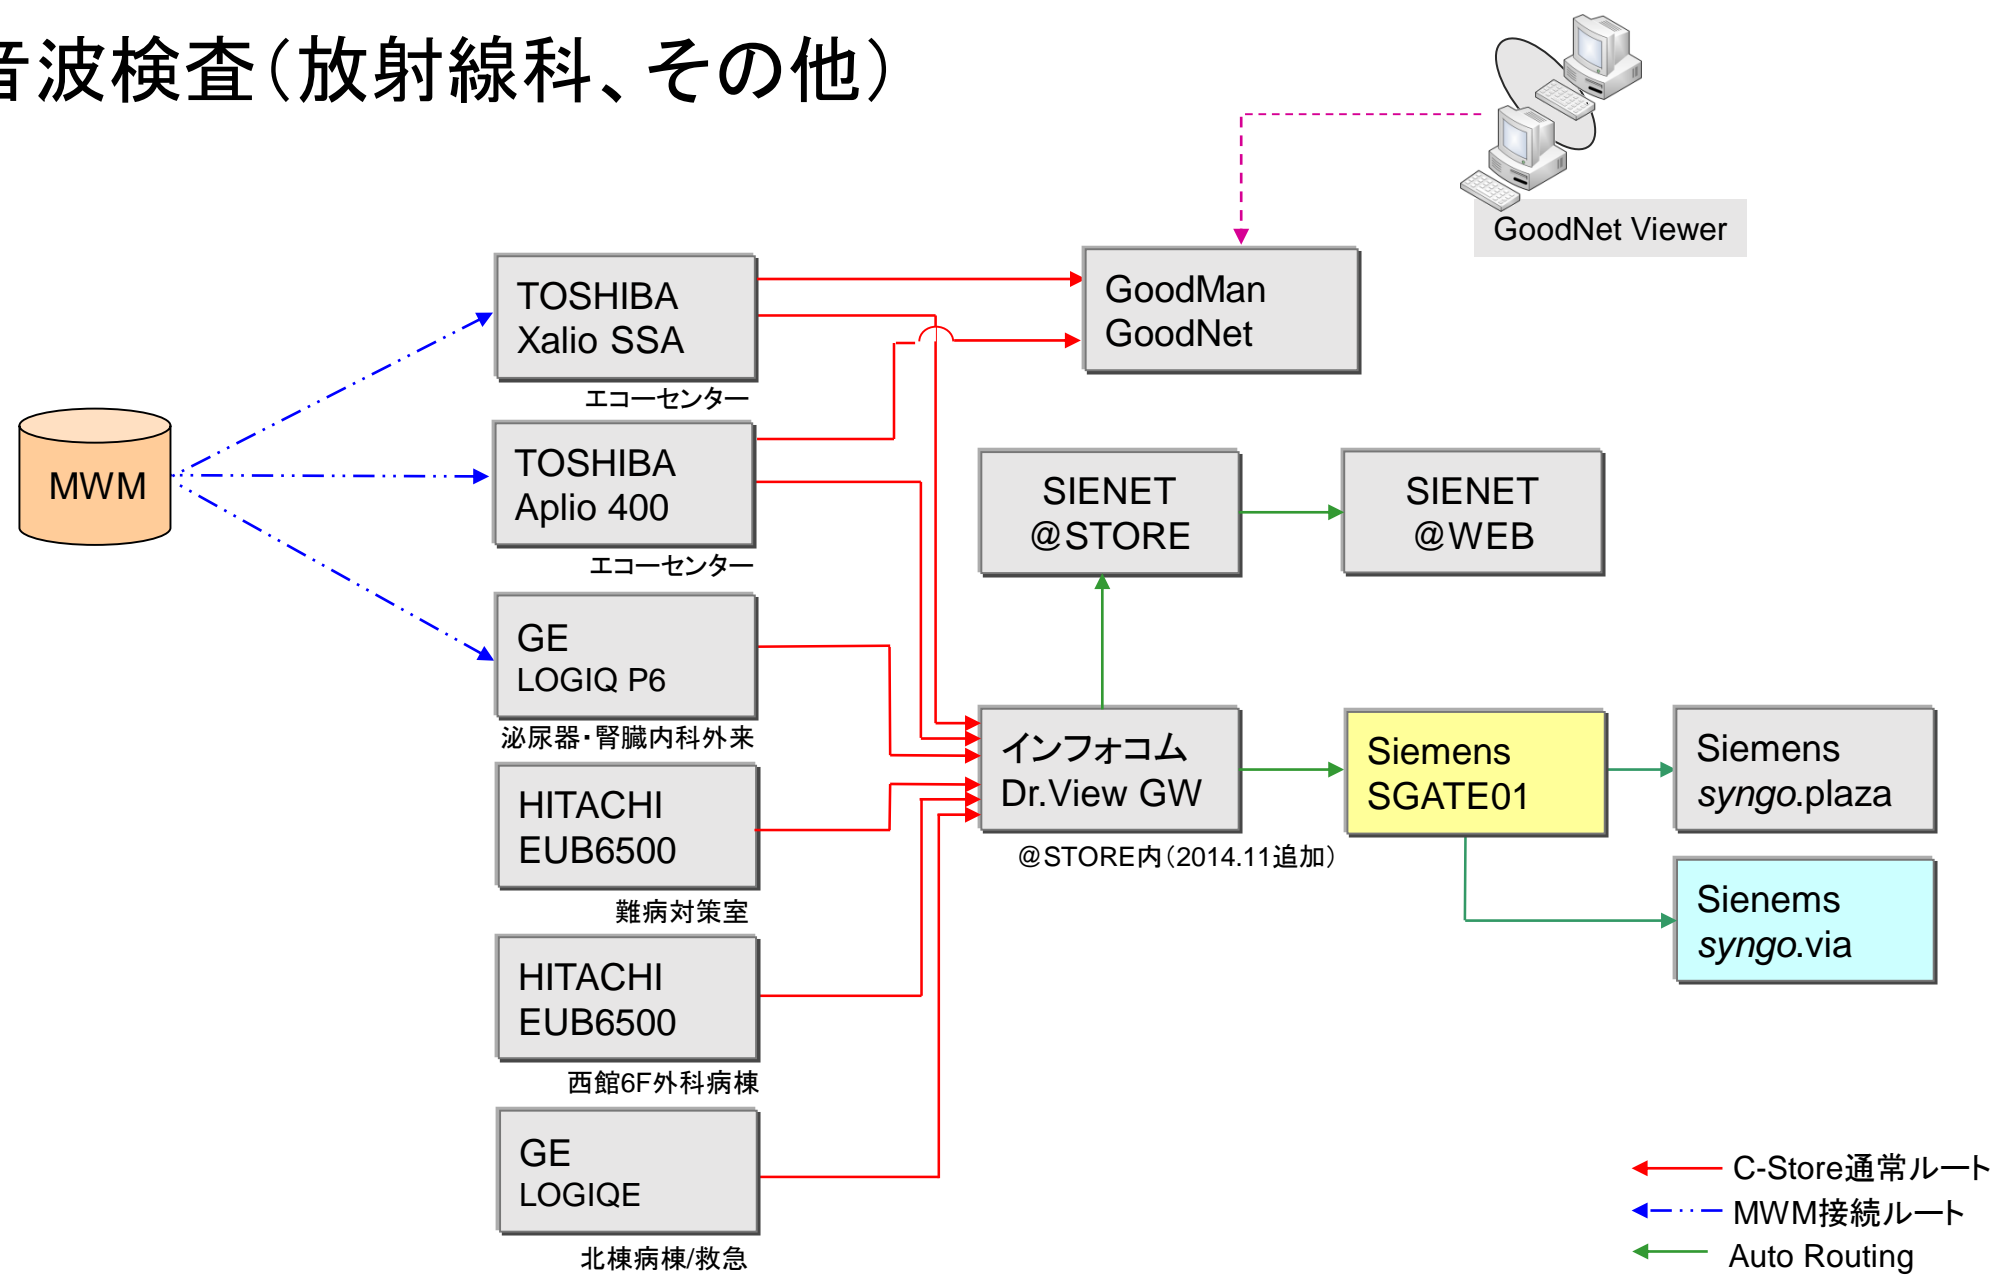 音波検査（放射線科、その他）
GoodNet Viewer
TOSHIBA
Xalio SSA
エコーセンター
GoodMan
GoodNet
MWM
TOSHIBA
Aplio 400
エコーセンター
SIENET
@STORE
SIENET
@WEB
GE
LOGIQ P6
泌尿器・腎臓内科外来
インフォコム
Dr.View GW
@STORE内（2014.11追加）
Siemens
SGATE01
Siemens
syngo.plaza
Sienems
syngo.via
HITACHI
EUB6500
難病対策室
HITACHI
EUB6500
西館6F外科病棟
GE
LOGIQE
北棟病棟/救急
C-Store通常ルート
MWM接続ルート
Auto Routing